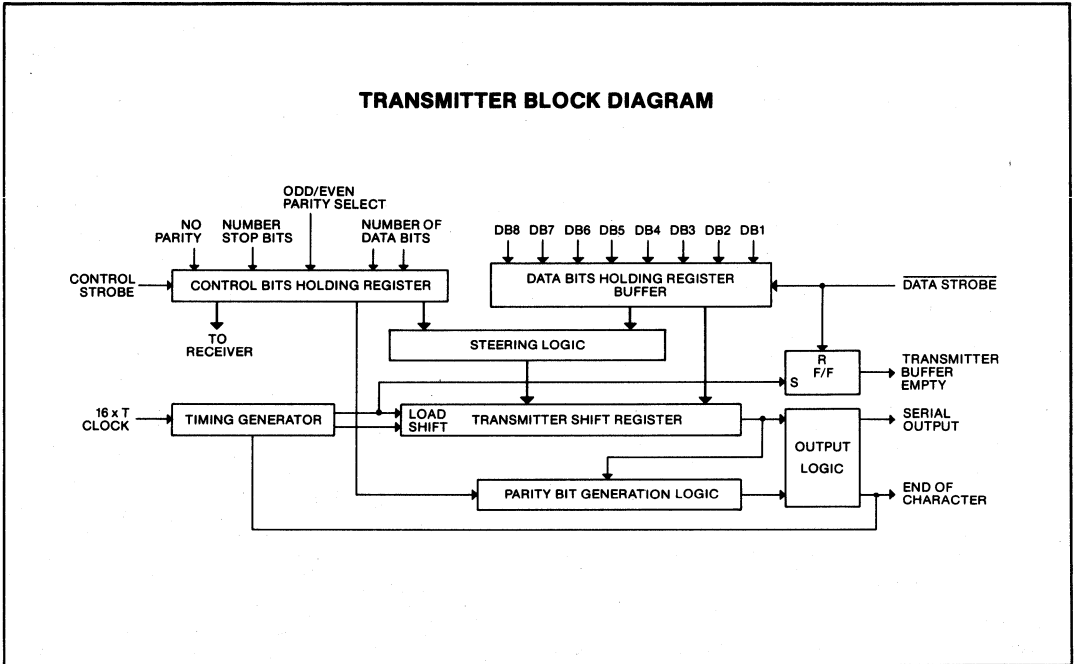 TRANSMITTER BLOCK DIAGRAM
ODD/EVEN
PARITY SELECT
NO
PARITY
NUMBER
STOP BITS
NUMBER OF
DATA BITS
DB8 DB7 DB6 DB5 DB4 DB3 DB2 DB1
CONTROL
STROBE
CONTROL BITS HOLDING REGISTER
DATA BITS HOLDING REGISTER
BUFFER
DATA STROBE
TO
RECEIVER
STEERING LOGIC
R
F/F
S
TRANSMITTER
BUFFER
EMPTY
16 x T
CLOCK
TIMING GENERATOR
LOAD
SHIFT
TRANSMITTER SHIFT REGISTER
SERIAL
OUTPUT
OUTPUT
LOGIC
PARITY BIT GENERATION LOGIC
END OF
CHARACTER